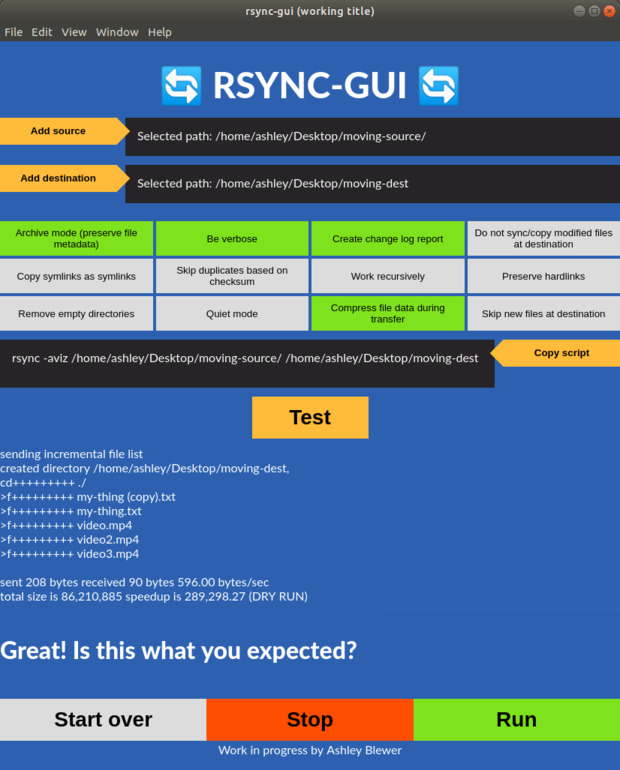 rsync-gui (working title)
File Edit View Window Help
RSYNC-GUI
Add source
Selected path: /home/ashley/Desktop/moving-source/
Add destination
Selected path: /home/ashley/Desktop/moving-dest
Archive mode (preserve file
metadata)
Be verbose
Create change log report
Do not sync/copy modified files
at destination
Copy symlinks as symlinks
Skip duplicates based on
checksum
Work recursively
Preserve hardlinks
Remove empty directories
Quiet mode
Compress file data during
transfer
Skip new files at destination
rsync -aviz /home/ashley/Desktop/moving-source/ /home/ashley/Desktop/moving-dest
Copy script
Test
sending incremental file list
created directory /home/ashley/Desktop/moving-dest,
cd+++++++++ ./
>f+++++++++ my-thing (copy).txt
>f+++++++++ my-thing.txt
>f+++++++++ video.mp4
>f+++++++++ video2.mp4
>f+++++++++ video3.mp4
sent 208 bytes received 90 bytes 596.00 bytes/sec
total size is 86,210,885 speedup is 289,298.27 (DRY RUN)
Great! Is this what you expected?
Start over
Stop
Run
Work in progress by Ashley Blewer